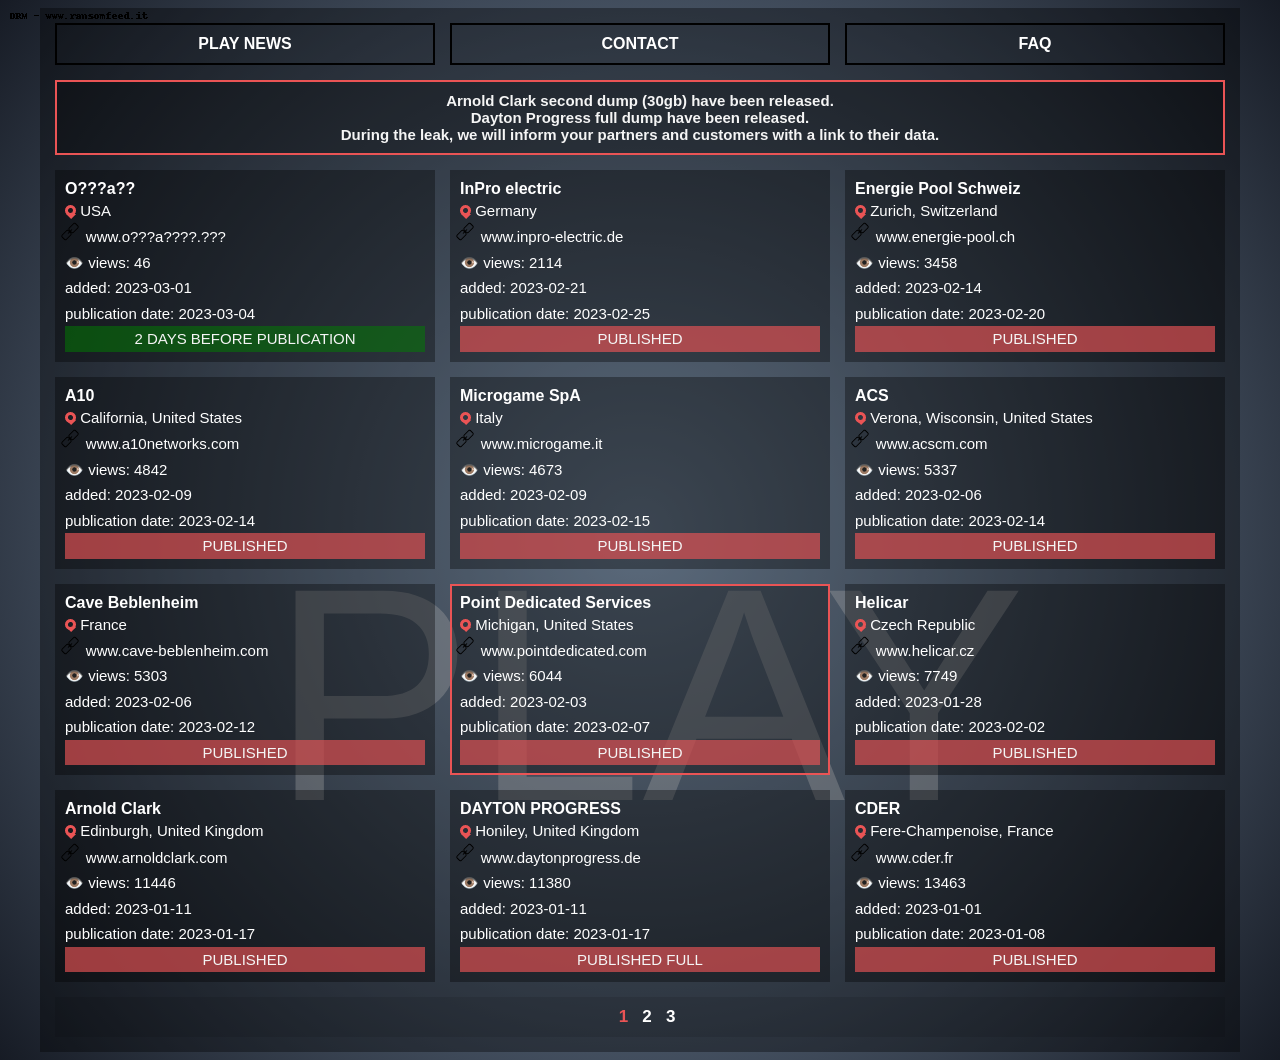 DRM - www.ransomfeed.it
PLAY NEWS
CONTACT
FAQ
Arnold Clark second dump (30gb) have been released.
Dayton Progress full dump have been released.
During the leak, we will inform your partners and customers with a link to their data.
O???a??
USA
www.o???a????.???
views: 46
added: 2023-03-01
publication date: 2023-03-04
2 DAYS BEFORE PUBLICATION
InPro electric
Germany
www.inpro-electric.de
views: 2114
added: 2023-02-21
publication date: 2023-02-25
PUBLISHED
Energie Pool Schweiz
Zurich, Switzerland
www.energie-pool.ch
views: 3458
added: 2023-02-14
publication date: 2023-02-20
PUBLISHED
A10
California, United States
www.a10networks.com
views: 4842
added: 2023-02-09
publication date: 2023-02-14
PUBLISHED
Microgame SpA
Italy
www.microgame.it
views: 4673
added: 2023-02-09
publication date: 2023-02-15
PUBLISHED
ACS
Verona, Wisconsin, United States
www.acscm.com
views: 5337
added: 2023-02-06
publication date: 2023-02-14
PUBLISHED
Cave Beblenheim
France
www.cave-beblenheim.com
views: 5303
added: 2023-02-06
publication date: 2023-02-12
PUBLISHED
Point Dedicated Services
Michigan, United States
www.pointdedicated.com
views: 6044
added: 2023-02-03
publication date: 2023-02-07
PUBLISHED
Helicar
Czech Republic
www.helicar.cz
views: 7749
added: 2023-01-28
publication date: 2023-02-02
PUBLISHED
PLAY
Arnold Clark
Edinburgh, United Kingdom
www.arnoldclark.com
views: 11446
added: 2023-01-11
publication date: 2023-01-17
PUBLISHED
DAYTON PROGRESS
Honiley, United Kingdom
www.daytonprogress.de
views: 11380
added: 2023-01-11
publication date: 2023-01-17
PUBLISHED FULL
CDER
Fere-Champenoise, France
www.cder.fr
views: 13463
added: 2023-01-01
publication date: 2023-01-08
PUBLISHED
1 2 3